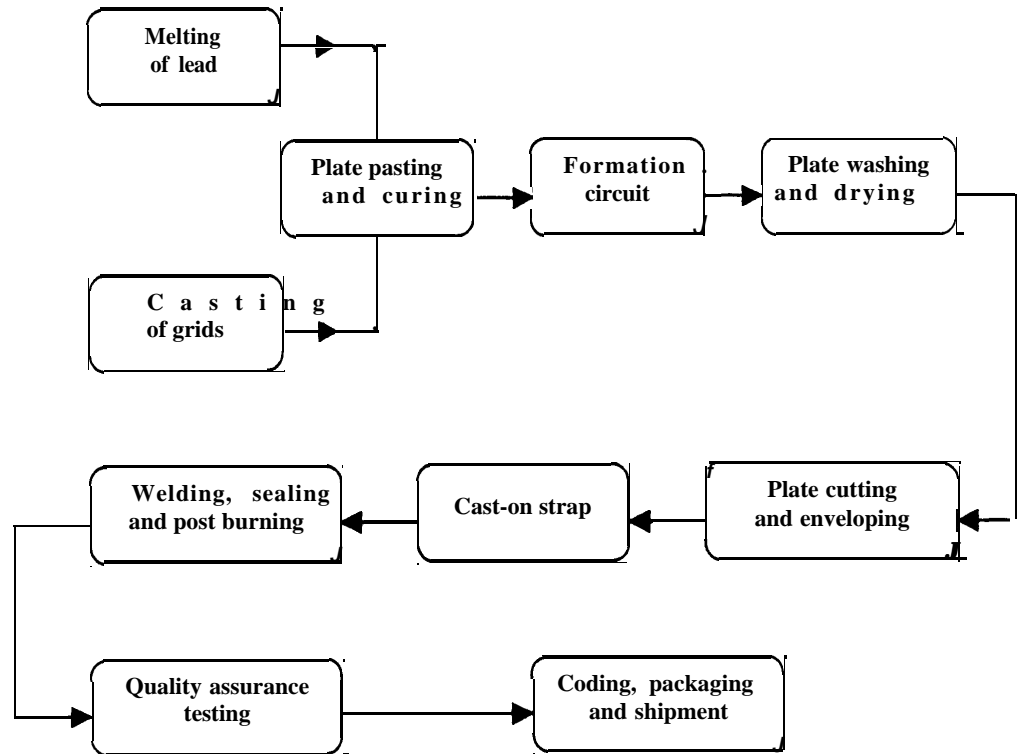 Melting
of lead
Plate pasting
and curing
Formation
circuit
Plate washing
and drying
Casting
of grids
Welding, sealing
and post burning
Cast-on strap
Plate cutting
and enveloping
Quality assurance
testing
Coding, packaging
and shipment